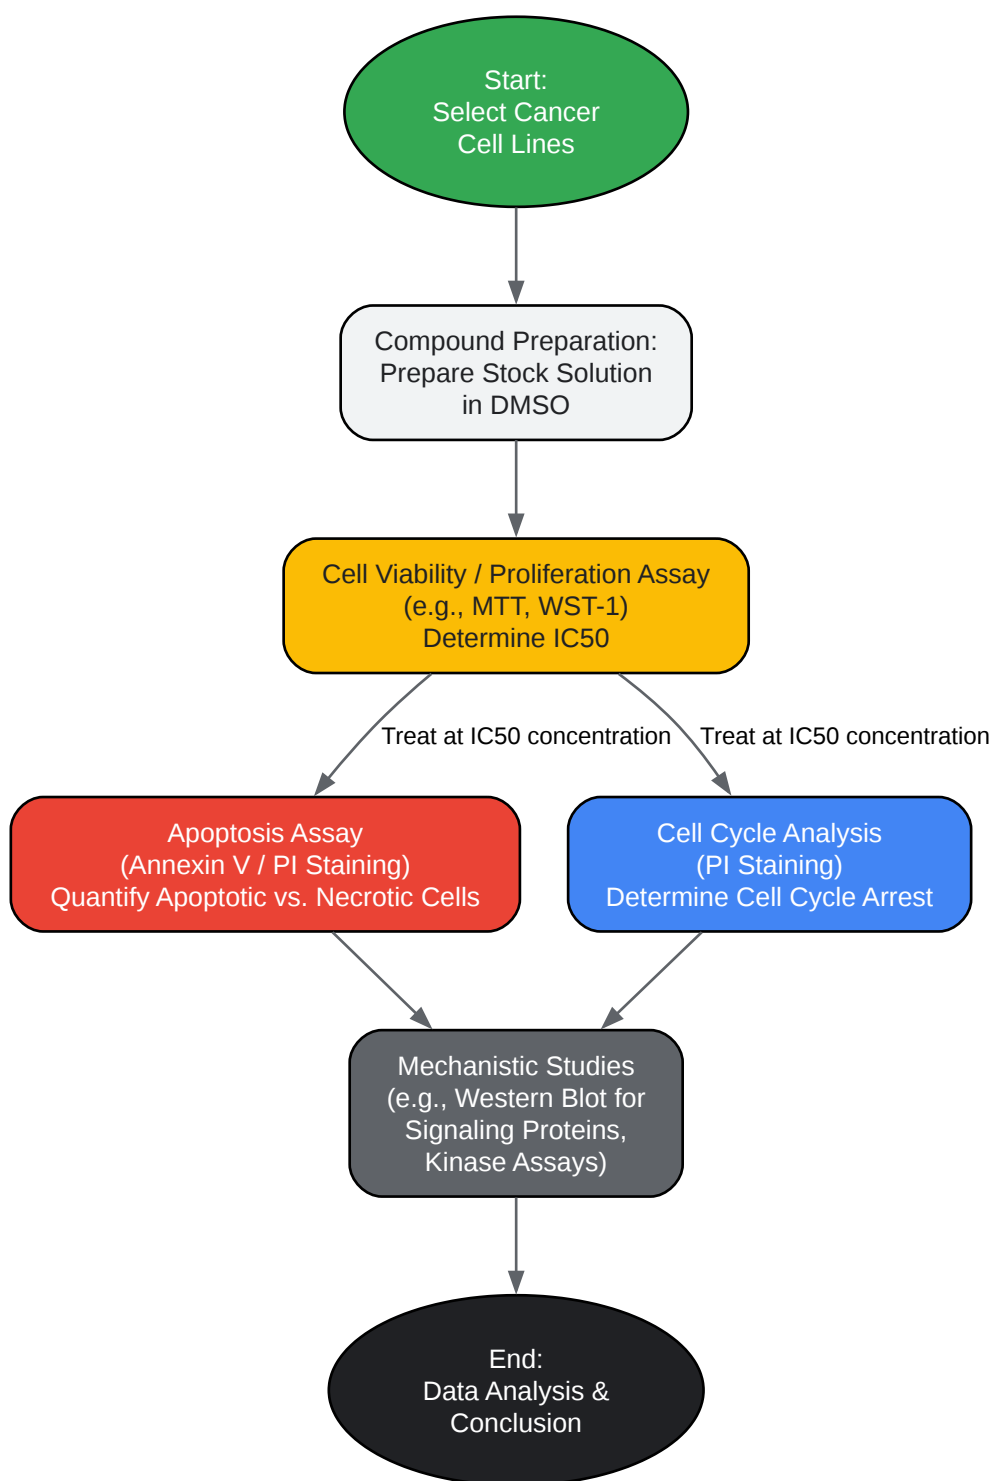 Start:
Select Cancer
Cell Lines
Compound Preparation:
Prepare Stock Solution
in DMSO
Cell Viability / Proliferation Assay
(e.g., MTT, WST-1)
Determine IC50
Treat at IC50 concentration
Treat at IC50 concentration
Apoptosis Assay
(Annexin V / PI Staining)
Quantify Apoptotic vs. Necrotic Cells
Cell Cycle Analysis
(PI Staining)
Determine Cell Cycle Arrest
Mechanistic Studies
(e.g., Western Blot for
Signaling Proteins,
Kinase Assays)
End:
Data Analysis &
Conclusion